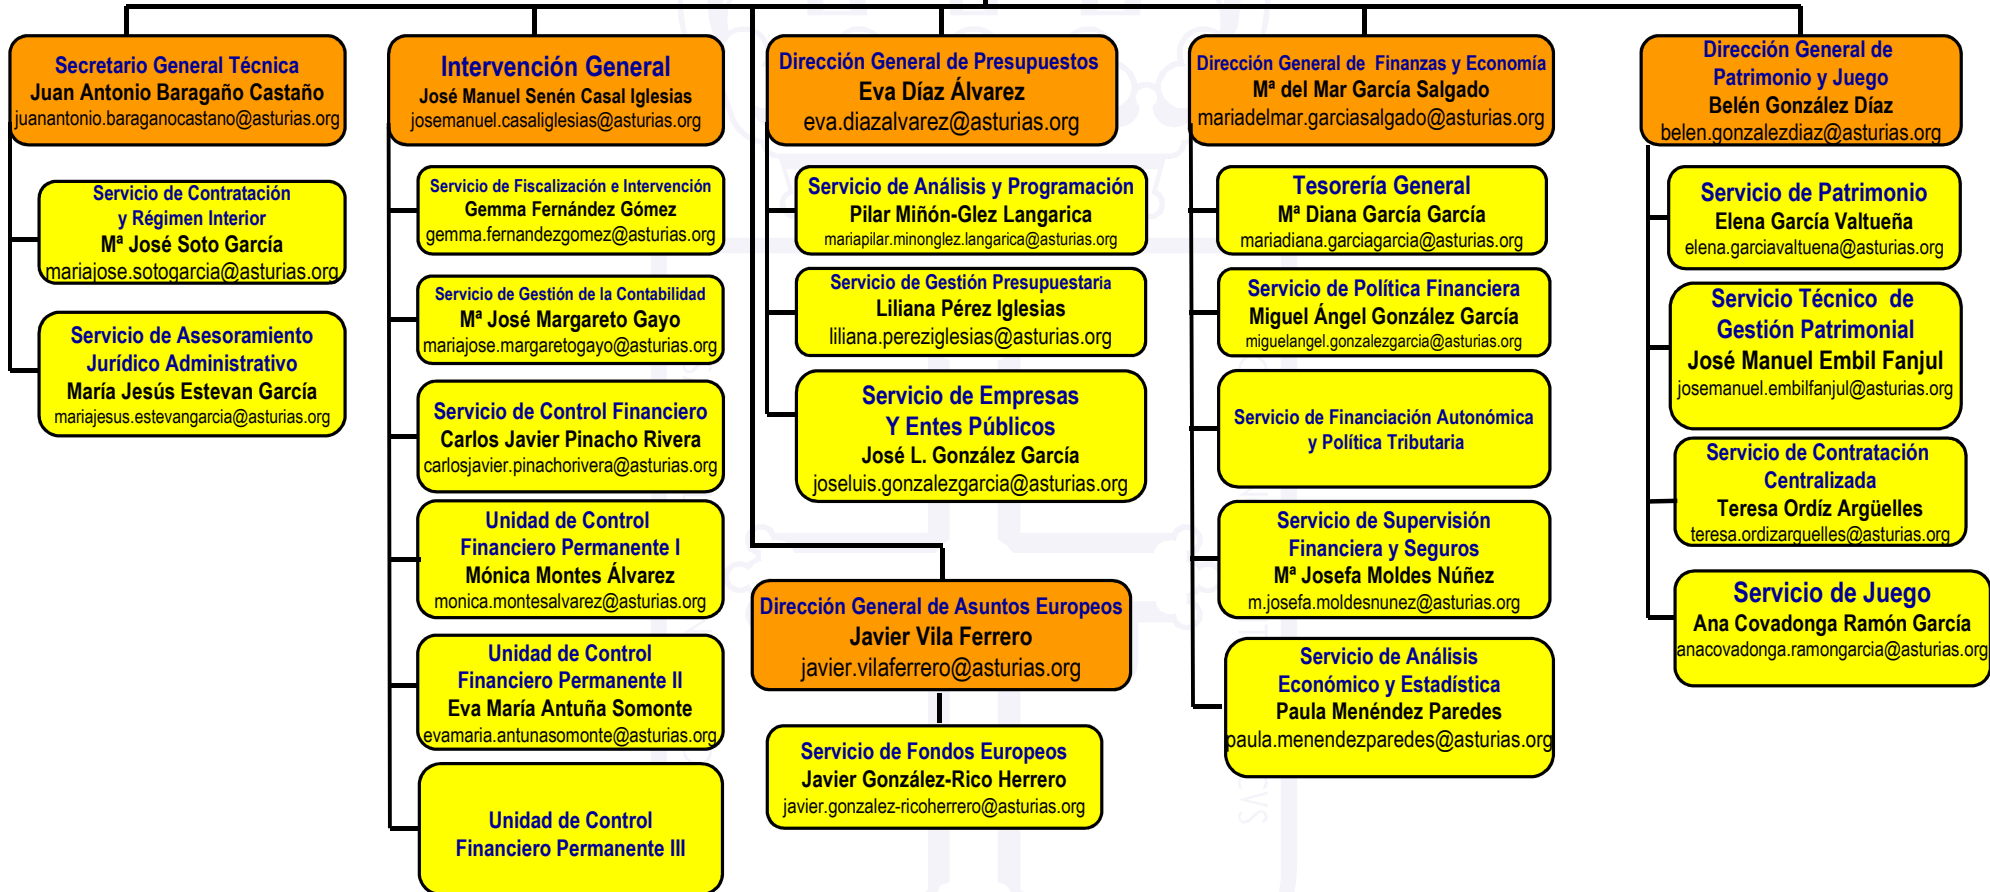 Secretario General Técnica
Juan Antonio Baragaño Castaño
juanantonio.baraganocastano@asturias.org
Servicio de Contratación
y Régimen Interior
Mª José Soto García
mariajose.sotogarcia@asturias.org
Servicio de Asesoramiento
Jurídico Administrativo
María Jesús Estevan García
mariajesus.estevangarcia@asturias.org
Intervención General
José Manuel Senén Casal Iglesias
josemanuel.casaliglesias@asturias.org
Servicio de Fiscalización e Intervención
Gemma Fernández Gómez
gemma.fernandezgomez@asturias.org
Servicio de Gestión de la Contabilidad
Mª José Margareto Gayo
mariajose.margaretogayo@asturias.org
Servicio de Control Financiero
Carlos Javier Pinacho Rivera
carlosjavier.pinachorivera@asturias.org
Unidad de Control
Financiero Permanente I
Mónica Montes Álvarez
monica.montesalvarez@asturias.org
Unidad de Control
Financiero Permanente II
Eva María Antuña Somonte
evamaria.antunasomonte@asturias.org
Unidad de Control
Financiero Permanente III
Dirección General de Presupuestos
Eva Díaz Álvarez
eva.diazalvarez@asturias.org
Servicio de Análisis y Programación
Pilar Miñón-Glez Langarica
mariapilar.minonglez.langarica@asturias.org
Servicio de Gestión Presupuestaria
Liliana Pérez Iglesias
liliana.pereziglesias@asturias.org
Servicio de Empresas
Y Entes Públicos
José L. González García
joseluis.gonzalezgarcia@asturias.org
Dirección General de Asuntos Europeos
Javier Vila Ferrero
javier.vilaferrero@asturias.org
Servicio de Fondos Europeos
Javier González-Rico Herrero
javier.gonzalez-ricoherrero@asturias.org
Dirección General de Finanzas y Economía
Mª del Mar García Salgado
mariadelmar.garciasalgado@asturias.org
Tesorería General
Mª Diana García García
mariadiana.garciagarcia@asturias.org
Servicio de Política Financiera
Miguel Ángel González García
miguelangel.gonzalezgarcia@asturias.org
Servicio de Financiación Autonómica
y Política Tributaria
Servicio de Supervisión
Financiera y Seguros
Mª Josefa Moldes Núñez
m.josefa.moldesnunez@asturias.org
Servicio de Análisis
Económico y Estadística
Paula Menéndez Paredes
paula.menendezparedes@asturias.org
Dirección General de
Patrimonio y Juego
Belén González Díaz
belen.gonzalezdiaz@asturias.org
Servicio de Patrimonio
Elena García Valtueña
elena.garciavaltuena@asturias.org
Servicio Técnico de
Gestión Patrimonial
José Manuel Embil Fanjul
josemanuel.embilfanjul@asturias.org
Servicio de Contratación
Centralizada
Teresa Ordíz Argüelles
teresa.ordizarguelles@asturias.org
Servicio de Juego
Ana Covadonga Ramón García
anacovadonga.ramongarcia@asturias.org